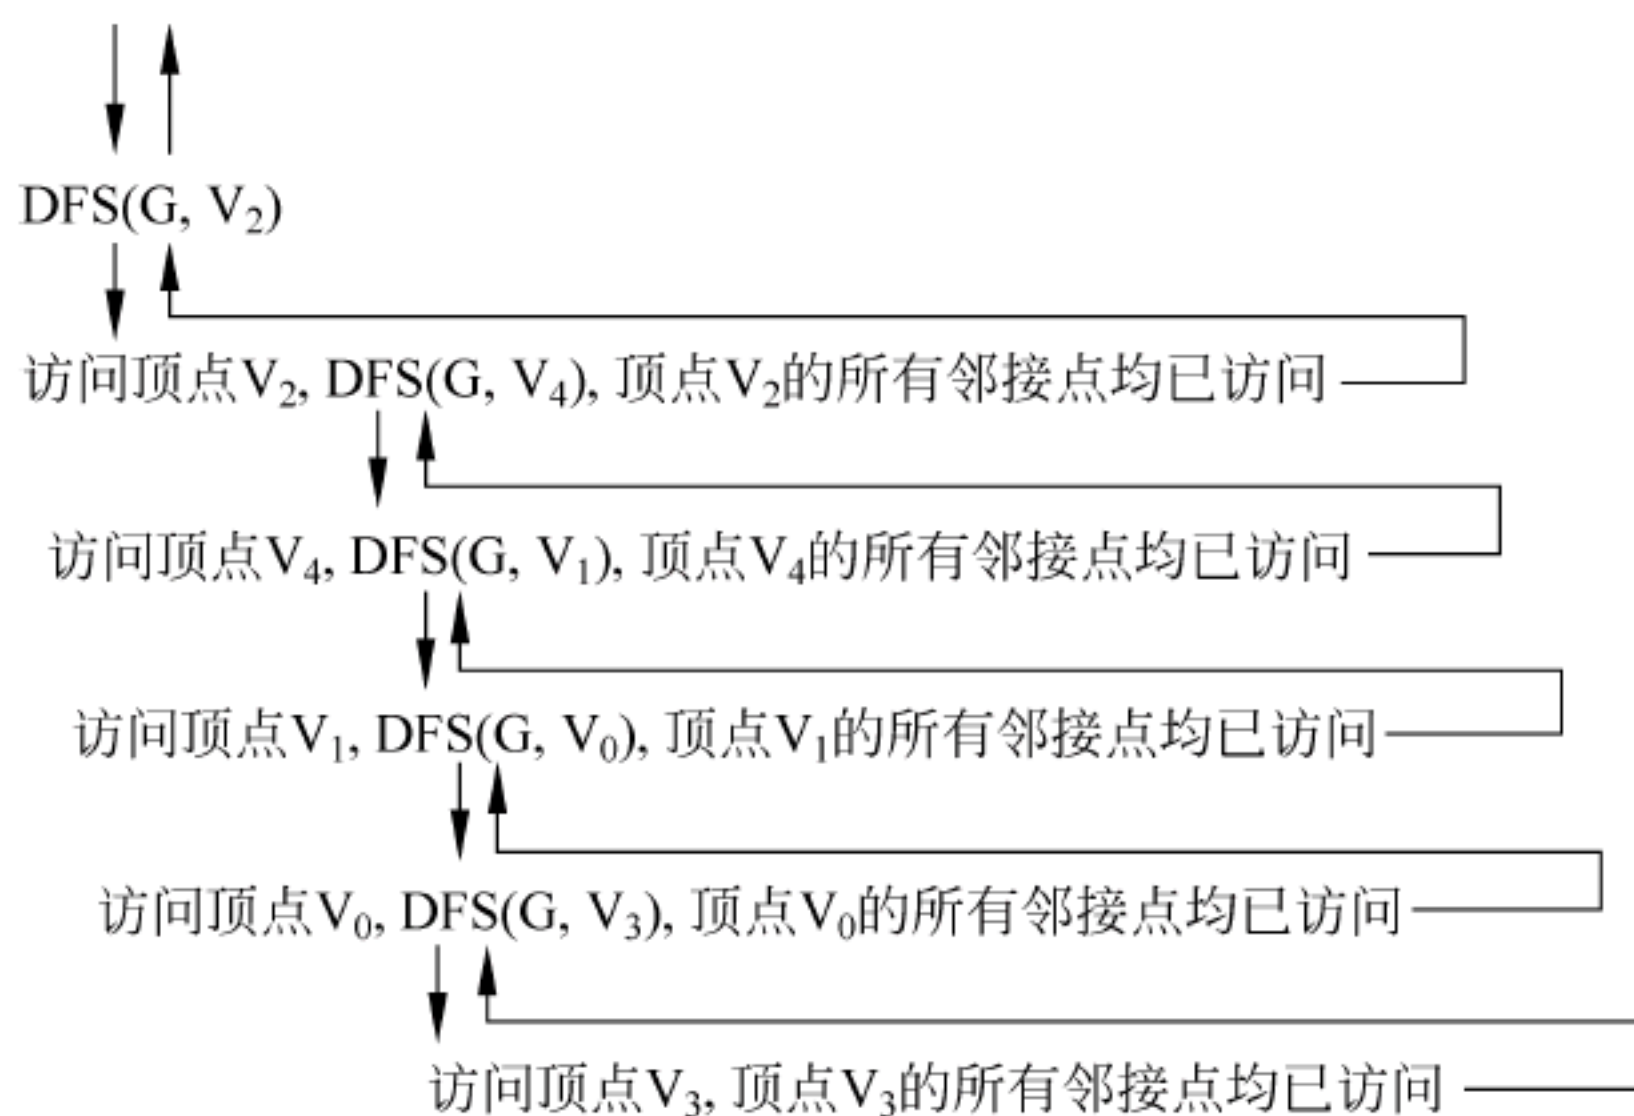 DFS(G, V₂)
访问顶点V₂, DFS(G, V₄), 顶点V₂的所有邻接点均已访问
访问顶点V₄, DFS(G, V₁), 顶点V₄的所有邻接点均已访问
访问顶点V₁, DFS(G, V₀), 顶点V₁的所有邻接点均已访问
访问顶点V₀, DFS(G, V₃), 顶点V₀的所有邻接点均已访问
访问顶点V₃, 顶点V₃的所有邻接点均已访问